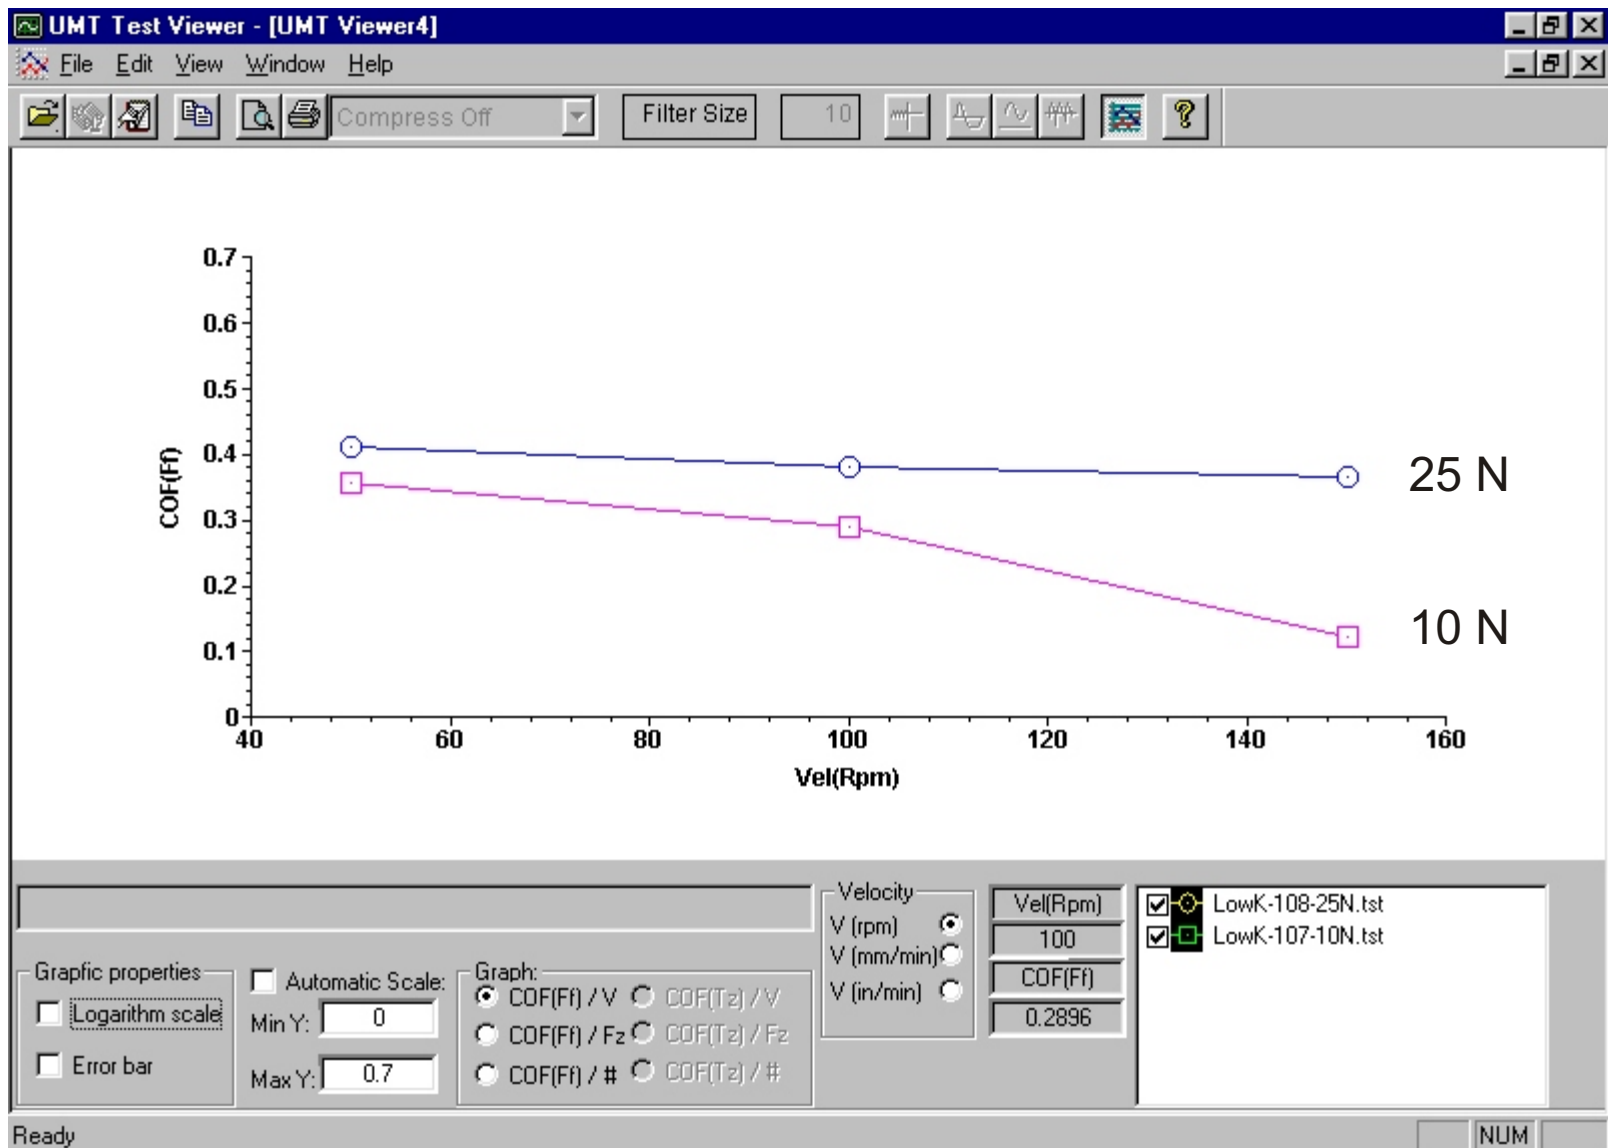 UMT Test Viewer - [UMT Viewer4]
File Edit View Window Help
Compress Off Filter Size 10
0.7
0.6
0.5
0.4
0.3
0.2
0.1
0
COF(Ff)
40 60 80 100 120 140 160
Vel(Rpm)
25 N
10 N
Grapfic properties
Logarithm scale
Error bar
Automatic Scale:
Min Y: 0
Max Y: 0.7
Graph:
COF(Ff) / V COF(Tz) / V
COF(Ff) / Fz COF(Tz) / Fz
COF(Ff) / # COF(Tz) / #
Velocity
V (rpm)
V (mm/min)
V (in/min)
Vel(Rpm)
100
COF(Ff)
0.2896
LowK-108-25N.tst
LowK-107-10N.tst
Ready NUM